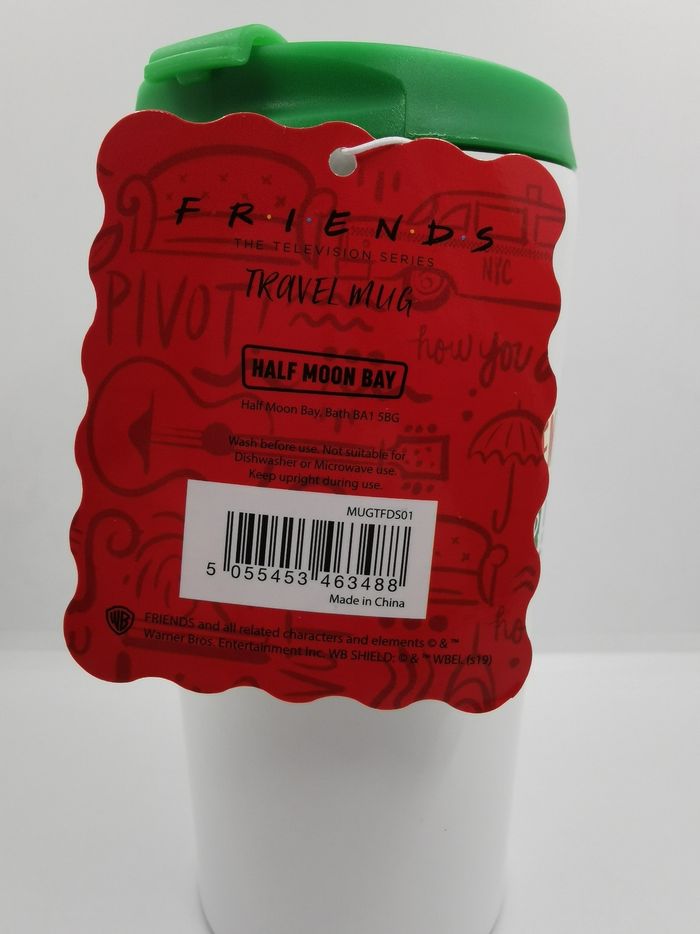 F·R·I·E·N·D·S
THE TELEVISION SERIES
TRAVEL MUG
NYC
PIVOT!
how you
HALF MOON BAY
Half Moon Bay, Bath BA1 5BG
Wash before use. Not suitable for
Dishwasher or Microwave use.
Keep upright during use.
MUGTFDS01
5 055453 463488
Made in China
ho
WB
FRIENDS and all related characters and elements © & ™
Warner Bros. Entertainment Inc. WB SHIELD: © & ™ WBEI. (s19)